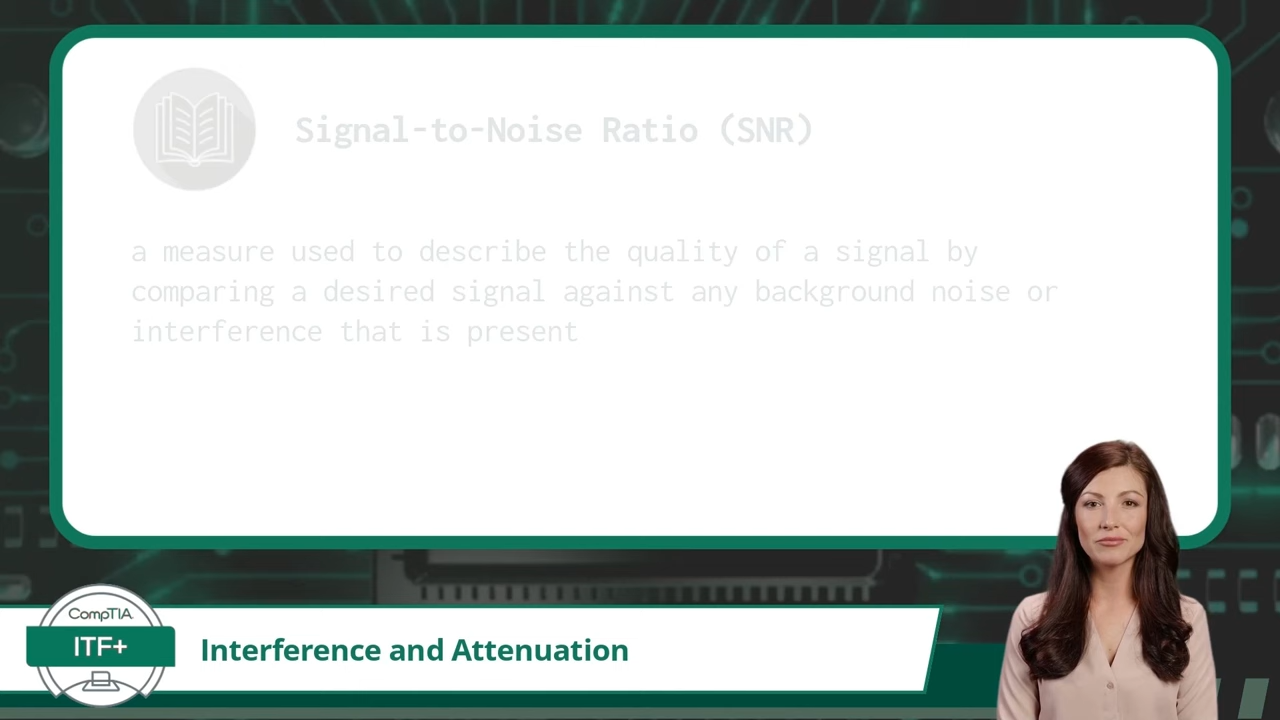 Signal-to-Noise Ratio (SNR)
a measure used to describe the quality of a signal by
comparing a desired signal against any background noise or
interference that is present
CompTIA.
ITF+
Interference and Attenuation